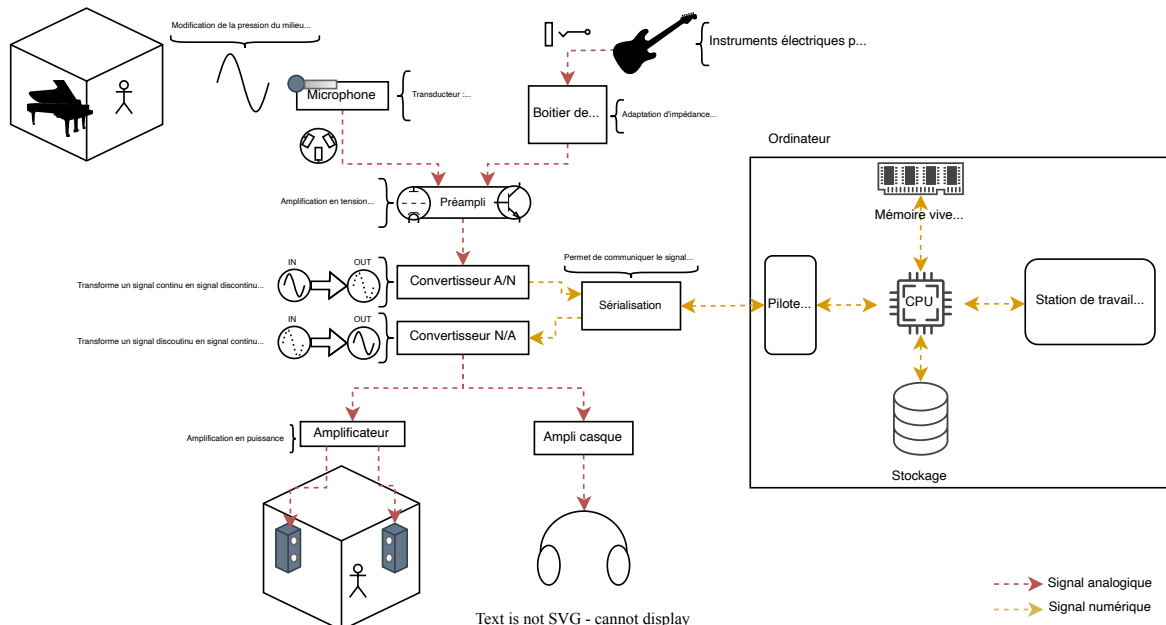 Modification de la pression du milieu...
Instruments électriques p...
Microphone
Transducteur :...
Boitier de...
Adaptation d'impédance...
Ordinateur
Mémoire vive...
Amplification en tension...
Préampli
Permet de communiquer le signal...
IN
OUT
Transforme un signal continu en signal discontinu...
Convertisseur A/N
Sérialisation
Pilote...
CPU
Station de travail...
IN
OUT
Transforme un signal discoutinu en signal continu...
Convertisseur N/A
Amplification en puissance
Amplificateur
Ampli casque
Stockage
Signal analogique
Signal numérique
Text is not SVG - cannot display